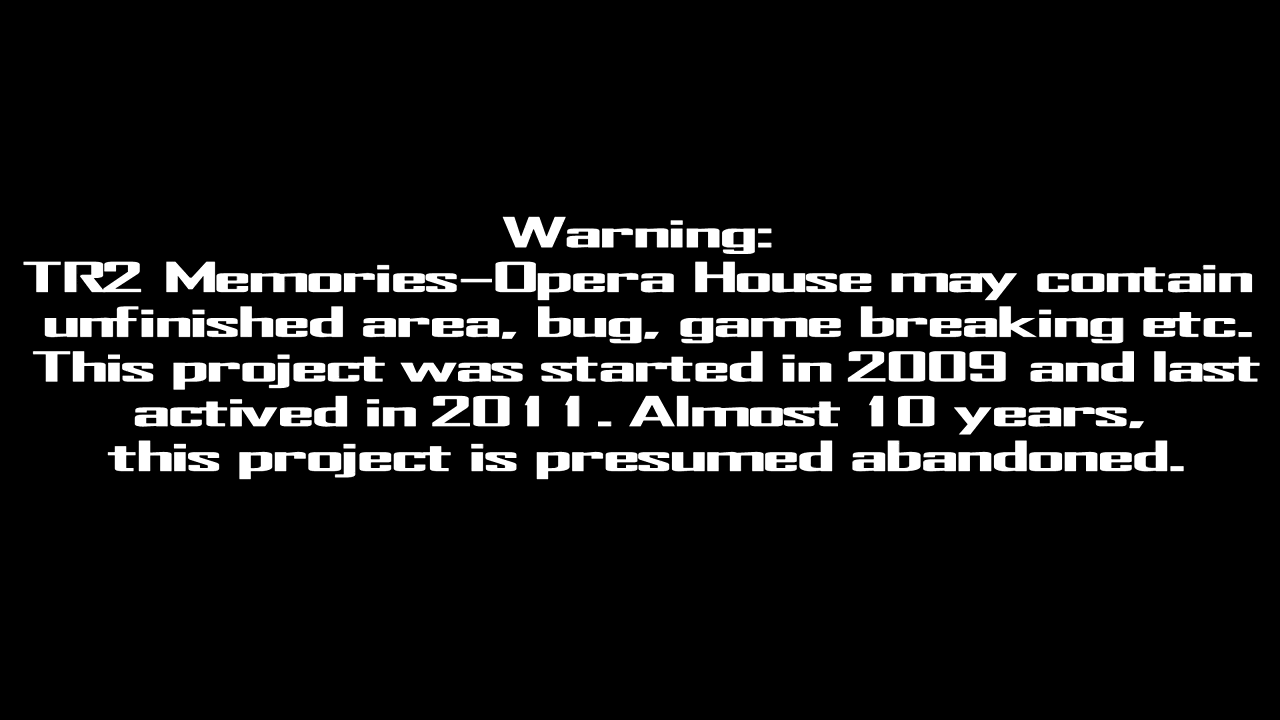 Warning:
TR2 Memories-Opera House may contain
unfinished area, bug, game breaking etc.
This project was started in 2009 and last
actived in 2011. Almost 10 years,
this project is presumed abandoned.